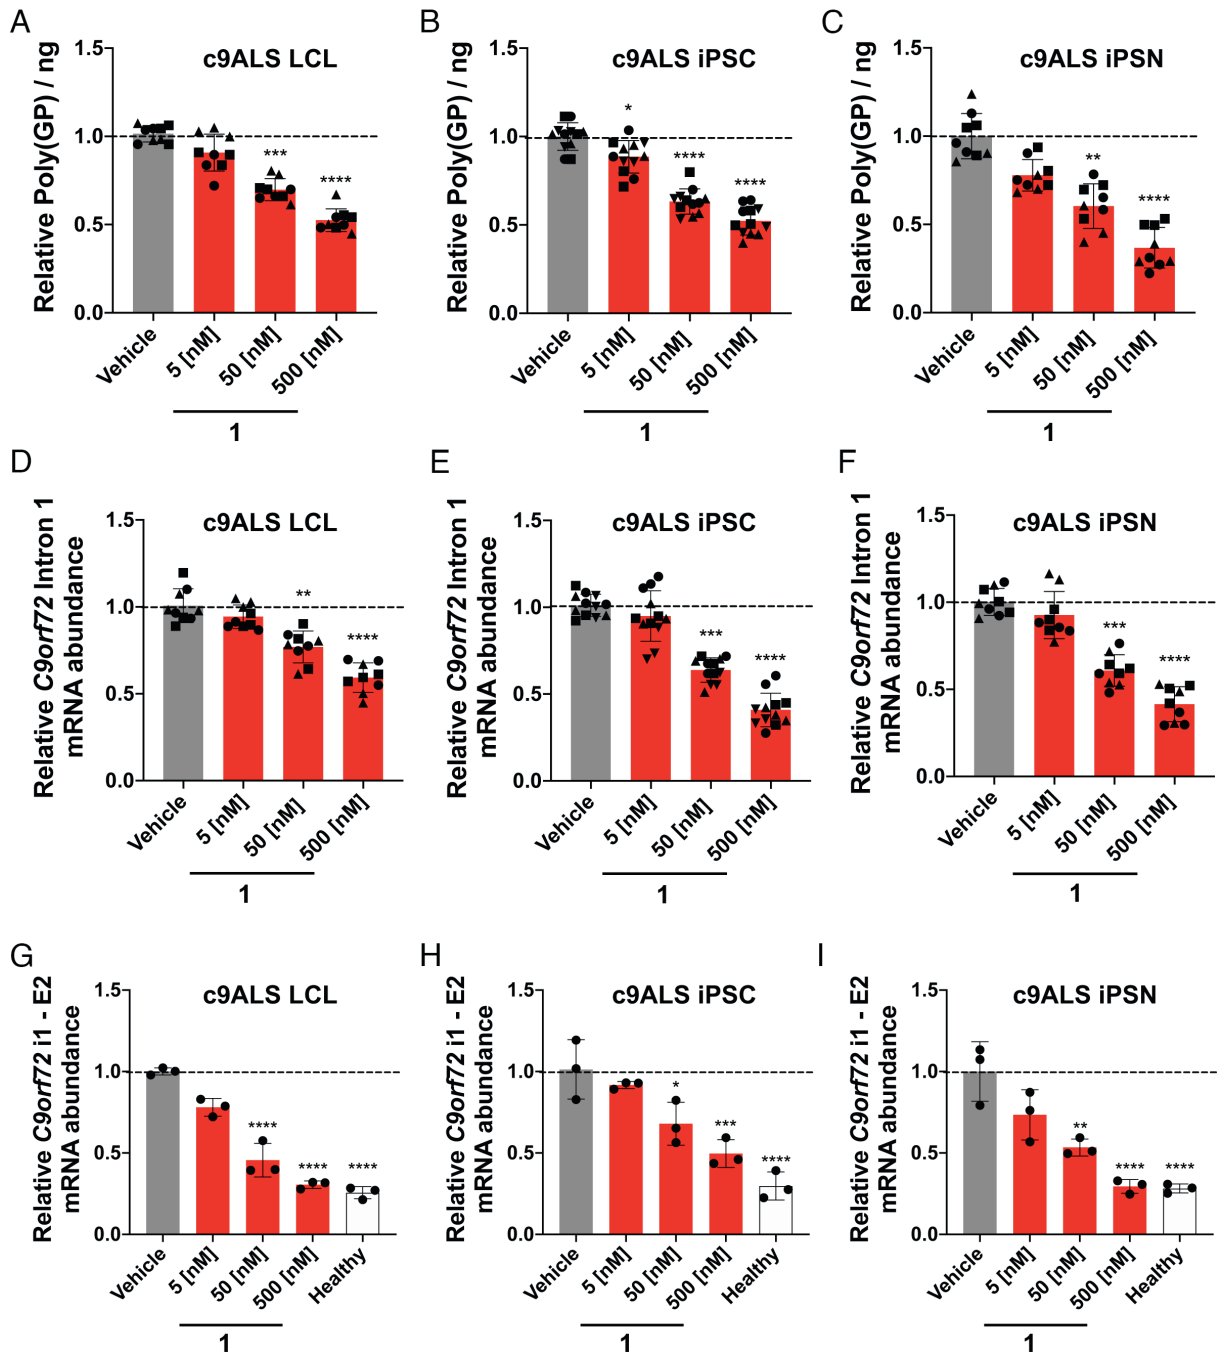 A
B
C
Relative Poly(GP) / ng
1.5
1.0
0.5
0.0
c9ALS LCL
***
****
Vehicle
5 [nM]
50 [nM]
500 [nM]
1
Relative Poly(GP) / ng
1.5
1.0
0.5
0.0
c9ALS iPSC
*
****
****
Vehicle
5 [nM]
50 [nM]
500 [nM]
1
Relative Poly(GP) / ng
1.5
1.0
0.5
0.0
c9ALS iPSN
**
****
Vehicle
5 [nM]
50 [nM]
500 [nM]
1
D
E
F
Relative C9orf72 Intron 1
mRNA abundance
1.5
1.0
0.5
0.0
c9ALS LCL
**
****
Vehicle
5 [nM]
50 [nM]
500 [nM]
1
Relative C9orf72 Intron 1
mRNA abundance
1.5
1.0
0.5
0.0
c9ALS iPSC
***
****
Vehicle
5 [nM]
50 [nM]
500 [nM]
1
Relative C9orf72 Intron 1
mRNA abundance
1.5
1.0
0.5
0.0
c9ALS iPSN
***
****
Vehicle
5 [nM]
50 [nM]
500 [nM]
1
G
H
I
Relative C9orf72 i1 - E2
mRNA abundance
1.5
1.0
0.5
0.0
c9ALS LCL
****
****
****
Vehicle
5 [nM]
50 [nM]
500 [nM]
Healthy
1
Relative C9orf72 i1 - E2
mRNA abundance
1.5
1.0
0.5
0.0
c9ALS iPSC
*
***
****
Vehicle
5 [nM]
50 [nM]
500 [nM]
Healthy
1
Relative C9orf72 i1 - E2
mRNA abundance
1.5
1.0
0.5
0.0
c9ALS iPSN
**
****
****
Vehicle
5 [nM]
50 [nM]
500 [nM]
Healthy
1